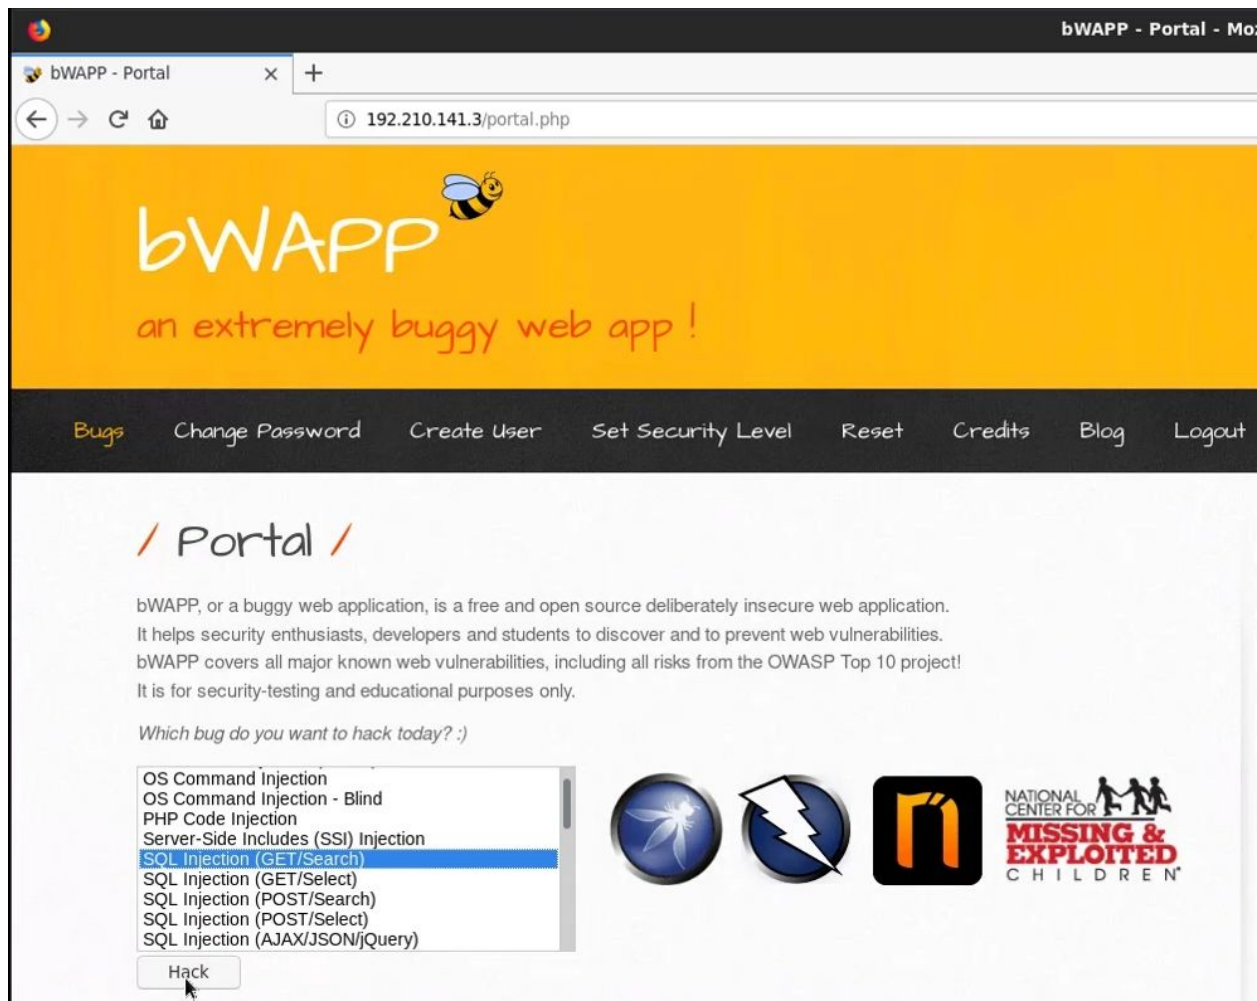 bWAPP - Portal - Moz
bWAPP - Portal
192.210.141.3/portal.php
bWAPP
an extremely buggy web app !
Bugs Change Password Create User Set Security Level Reset Credits Blog Logout
/ Portal /
bWAPP, or a buggy web application, is a free and open source deliberately insecure web application.
It helps security enthusiasts, developers and students to discover and to prevent web vulnerabilities.
bWAPP covers all major known web vulnerabilities, including all risks from the OWASP Top 10 project!
It is for security-testing and educational purposes only.
Which bug do you want to hack today? :)
OS Command Injection
OS Command Injection - Blind
PHP Code Injection
Server-Side Includes (SSI) Injection
SQL Injection (GET/Search)
SQL Injection (GET/Select)
SQL Injection (POST/Search)
SQL Injection (POST/Select)
SQL Injection (AJAX/JSON/jQuery)
n
NATIONAL
CENTER FOR
MISSING &
EXPLOITED
CHILDREN
Hack